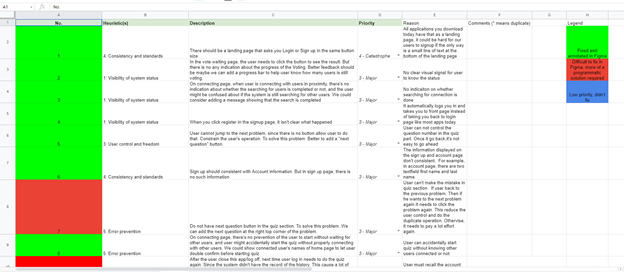 A1
fx
No.
A B C D E F G H
1 No. Heuristic(s) Description Priority Reason Comments (* means duplicate) Legend
2
1
4: Consistency and standards
There should be a landing page that asks you Login or Sign up in the same button
site
4 - Catastrophe
All applications you download
today have that as a landing
page, It could be hard for our
users to signup if the only way
is a small line of text at the
bottom of the landing page
Fixed and
annotated in Figma
3
2
1: Visibility of system status
In the vote waiting page, the user needs to click the button to see the result. But
there is no any indication about the progress of the Voting. Better feedback should
be maybe we can add a progress bar to help user know how many users is still
voting.
3 - Major
No clear visual signal for user
to know the status
Difficult to fix in
Figma, more of a
programmatic
solution required
4
3
1: Visibility of system status
On connecting page, when user is connecting with users in proximity, there's no
indication about whether the searching for users is completed or not, and the user
might be confused about if the system is still searching for other users. We could
consider adding a message showing that the search is completed
3 - Major
No indication on whether
searching for connection is
done
Low priority, didn't
fix
5
4
1: Visibility of system status
When you click register in the signup page. It isn't clear what happened
3 - Major
It automatically logs you in and
takes you to front page instead
of taking you back to login
page like most apps today.
6
5
3: User control and freedom
User cannot jump to the next problem, since there is no button allow user to do
that. Constrain the user's operation. To solve this problem: Better to add a "next
question" button.
3 - Major
User can not control the
question number in the quiz
part. Once it go back it's not
easy to go ahead
7
6
4: Consistency and standards
Sign up should consistent with Account information. But in sign up page, there is
no such information
3 - Major
The information displayed on
the sign up and account page
don't consistent. For example,
in account page, there are two
textfield first name and last
name.
8
7
5: Error prevention
Do not have next question button in the quiz section. To solve this problem: We
can add the next question at the right top corner of the problem.
3 - Major
User can't make the mistake in
quiz section. If user back to
the previous problem. Then if
he wants to the next problem
again it needs to click the
problem again. This reduce the
user control and do the
duplicate operation. Otherwise,
it needs to pay a lot effort
again
9
8
5: Error prevention
On connecting page, there's no prevention of the user to start without waiting for
other users, and user might accidentally start the quiz without properly connecting
with other users. We could show connected user's names of home page to let user
double confirm before starting quiz
3 - Major
User can accidentally start
quiz without knowing other
users connected or not
After the user close this app/log off, next time user log in needs to do the quiz
again. Since the system didn't have the record of the history. This cause a lot of
User must recall the account